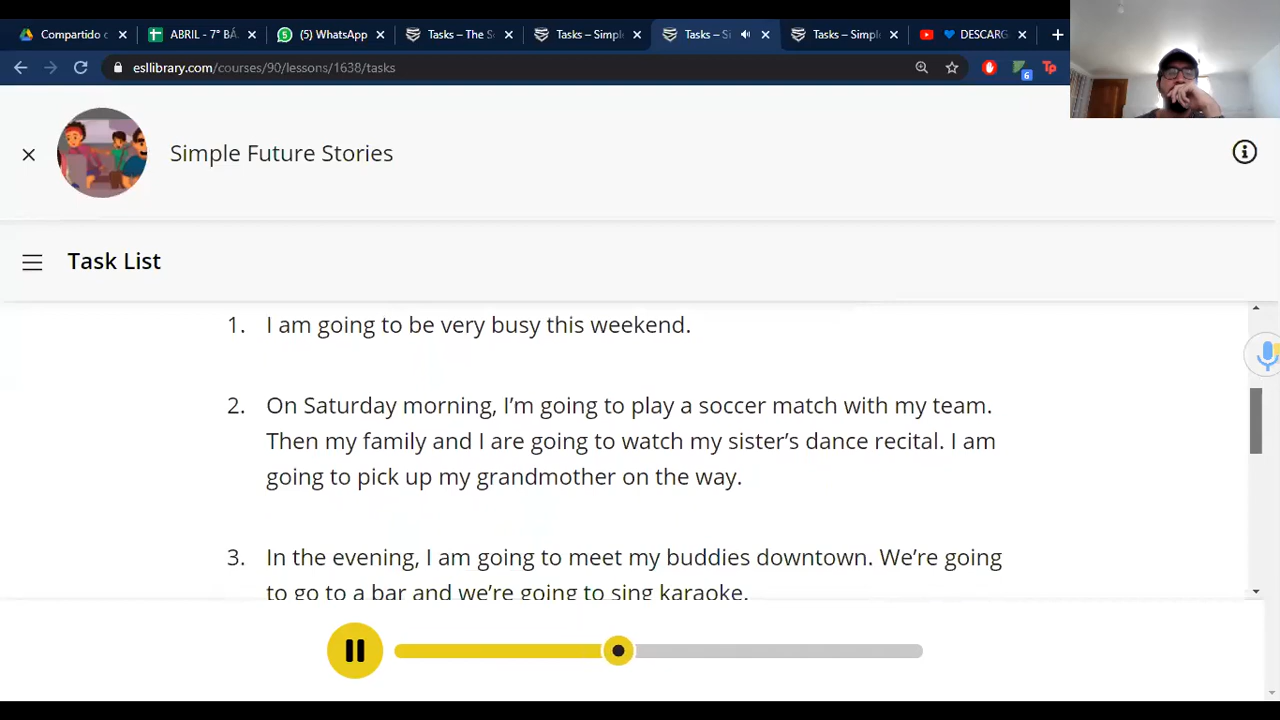 Compartido c
ABRIL - 7° BÁ
(5) WhatsApp
Tasks – The S
Tasks – Simple
Tasks – Si
Tasks – Simple
DESCARG
esllibrary.com/courses/90/lessons/1638/tasks
6
Tp
Simple Future Stories
Task List
1. I am going to be very busy this weekend.
2. On Saturday morning, I’m going to play a soccer match with my team.
Then my family and I are going to watch my sister’s dance recital. I am
going to pick up my grandmother on the way.
3. In the evening, I am going to meet my buddies downtown. We’re going
to go to a bar and we’re going to sing karaoke.